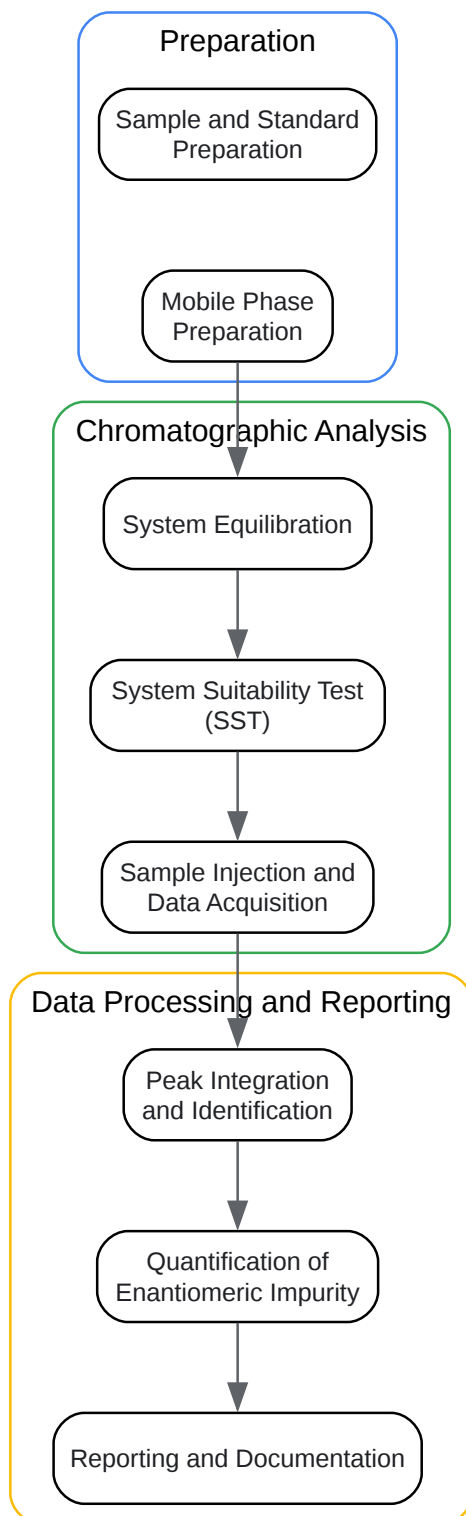 Preparation
Sample and Standard
Preparation
Mobile Phase
Preparation
Chromatographic Analysis
System Equilibration
System Suitability Test
(SST)
Sample Injection and
Data Acquisition
Data Processing and Reporting
Peak Integration
and Identification
Quantification of
Enantiomeric Impurity
Reporting and Documentation